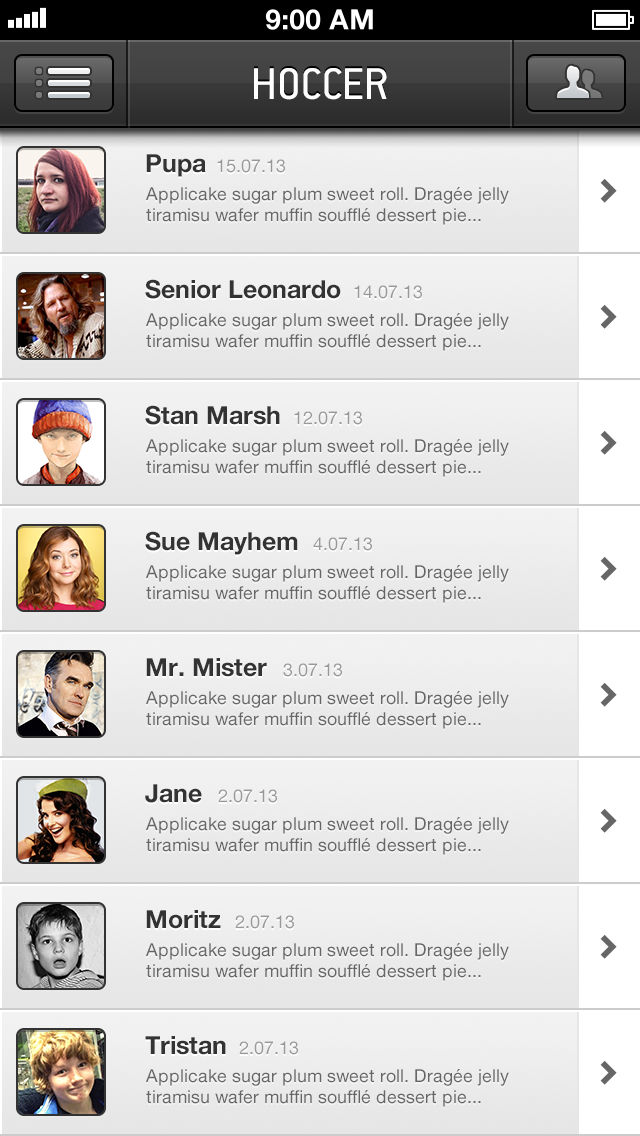 9:00 AM
HOCCER
Pupa 15.07.13
Applicake sugar plum sweet roll. Dragée jelly
tiramisu wafer muffin soufflé dessert pie...
Senior Leonardo 14.07.13
Applicake sugar plum sweet roll. Dragée jelly
tiramisu wafer muffin soufflé dessert pie...
Stan Marsh 12.07.13
Applicake sugar plum sweet roll. Dragée jelly
tiramisu wafer muffin soufflé dessert pie...
Sue Mayhem 4.07.13
Applicake sugar plum sweet roll. Dragée jelly
tiramisu wafer muffin soufflé dessert pie...
Mr. Mister 3.07.13
Applicake sugar plum sweet roll. Dragée jelly
tiramisu wafer muffin soufflé dessert pie...
Jane 2.07.13
Applicake sugar plum sweet roll. Dragée jelly
tiramisu wafer muffin soufflé dessert pie...
Moritz 2.07.13
Applicake sugar plum sweet roll. Dragée jelly
tiramisu wafer muffin soufflé dessert pie...
Tristan 2.07.13
Applicake sugar plum sweet roll. Dragée jelly
tiramisu wafer muffin soufflé dessert pie...